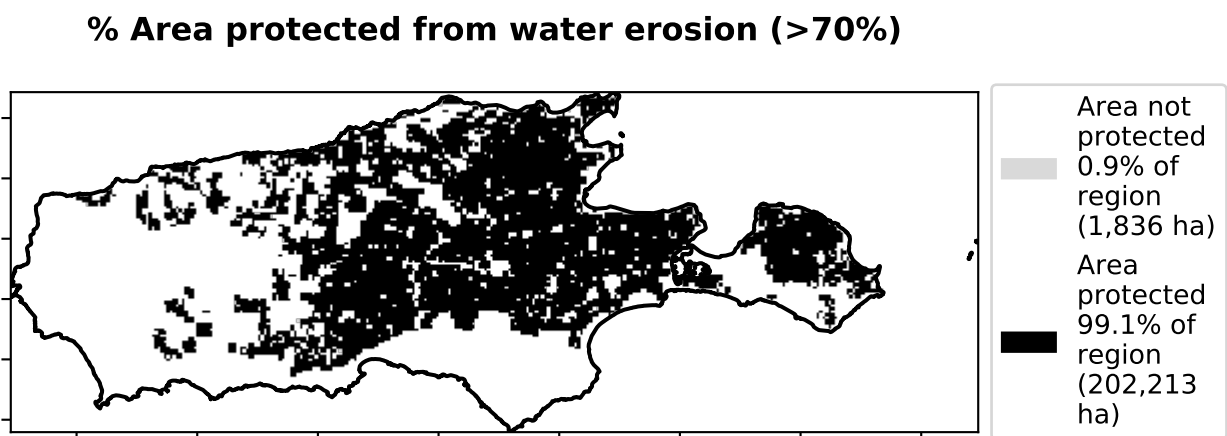 % Area protected from water erosion (>70%)
Area not
protected
0.9% of
region
(1,836 ha)
Area
protected
99.1% of
region
(202,213
ha)